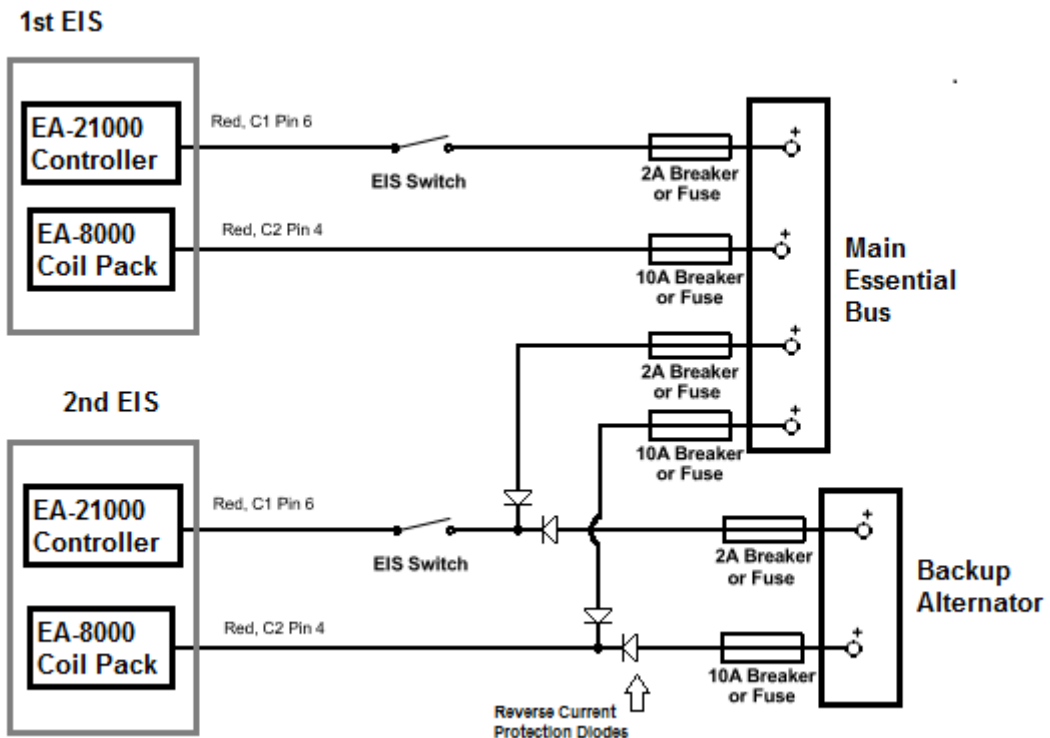 1st EIS
EA-21000
Controller
Red, C1 Pin 6
EIS Switch
2A Breaker
or Fuse
+
EA-8000
Coil Pack
Red, C2 Pin 4
10A Breaker
or Fuse
+
Main
Essential
Bus
2A Breaker
or Fuse
+
10A Breaker
or Fuse
+
2nd EIS
EA-21000
Controller
Red, C1 Pin 6
EIS Switch
2A Breaker
or Fuse
+
Backup
Alternator
EA-8000
Coil Pack
Red, C2 Pin 4
10A Breaker
or Fuse
+
Reverse Current
Protection Diodes